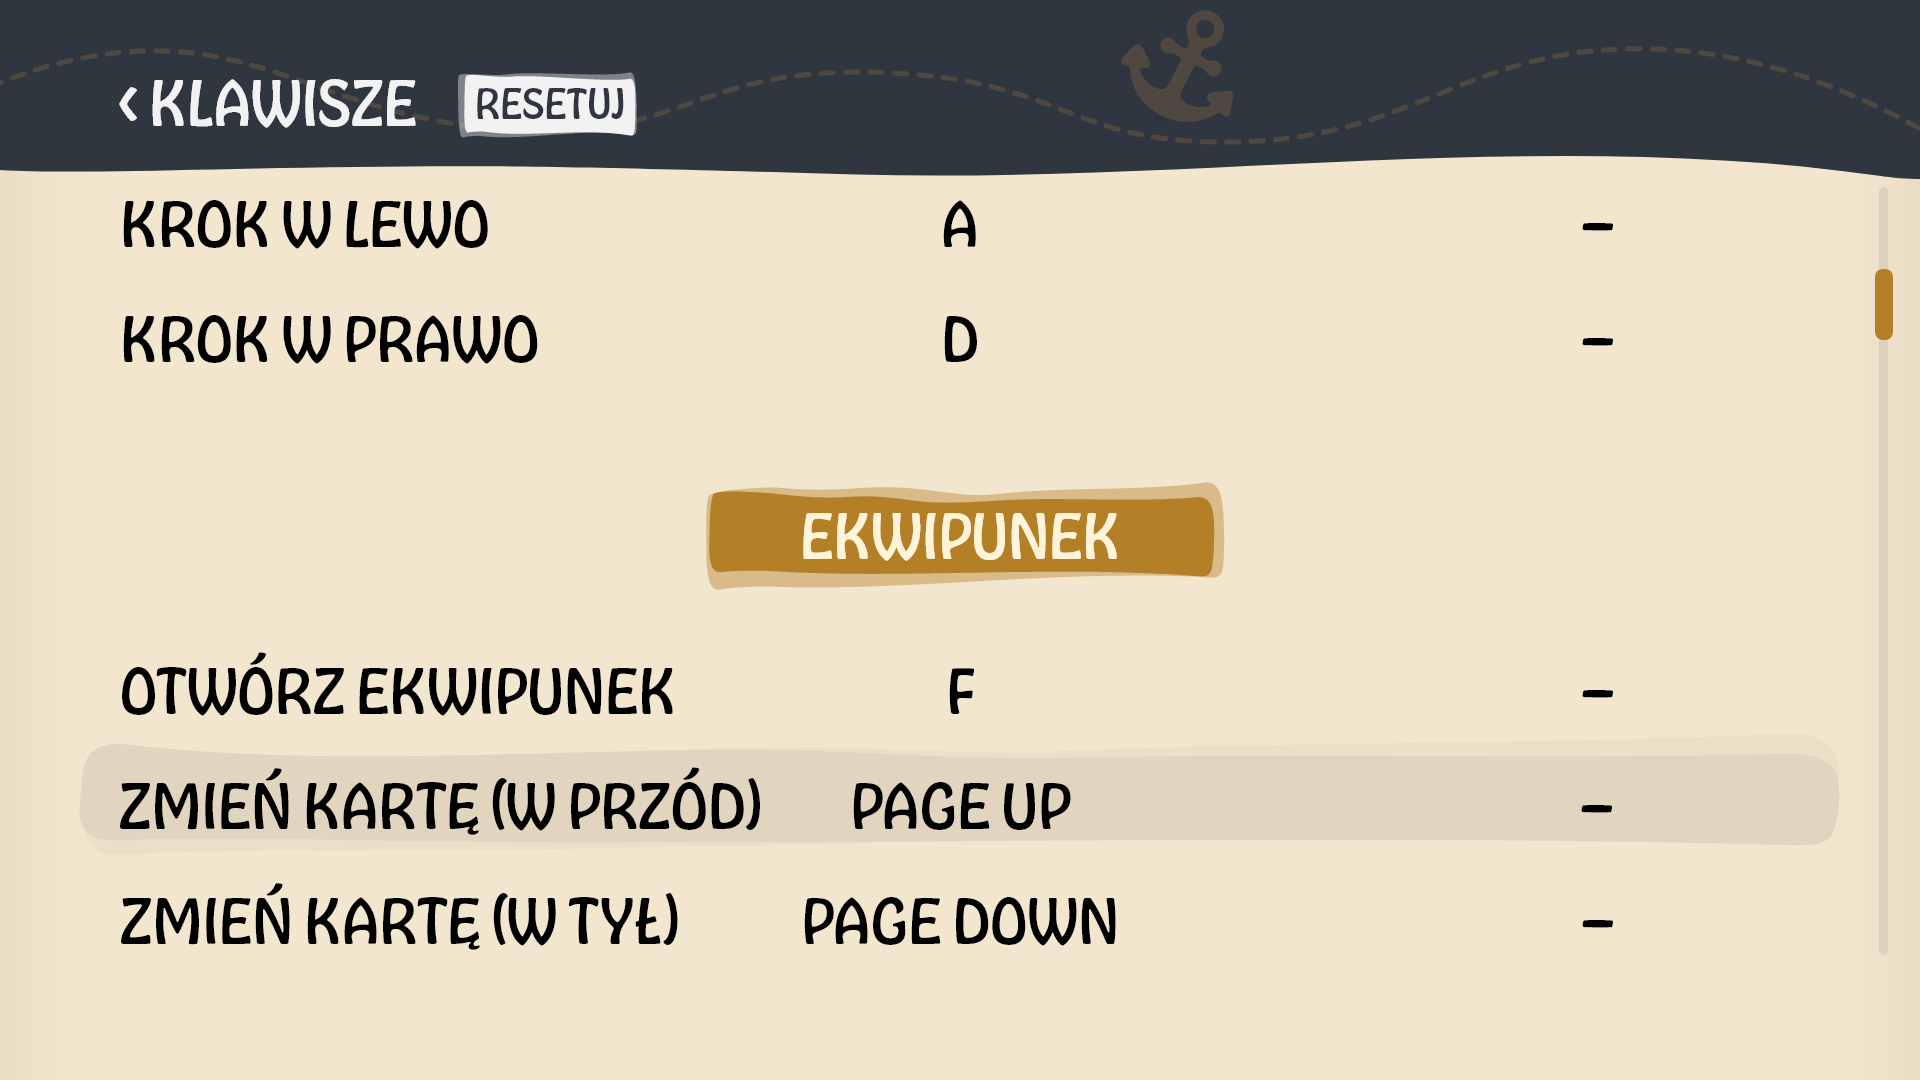 ‹ KLAWISZE RESETUJ
KROK W LEWO A –
KROK W PRAWO D –
EKWIPUNEK
OTWÓRZ EKWIPUNEK F –
ZMIEŃ KARTĘ (W PRZÓD) PAGE UP –
ZMIEŃ KARTĘ (W TYŁ) PAGE DOWN –